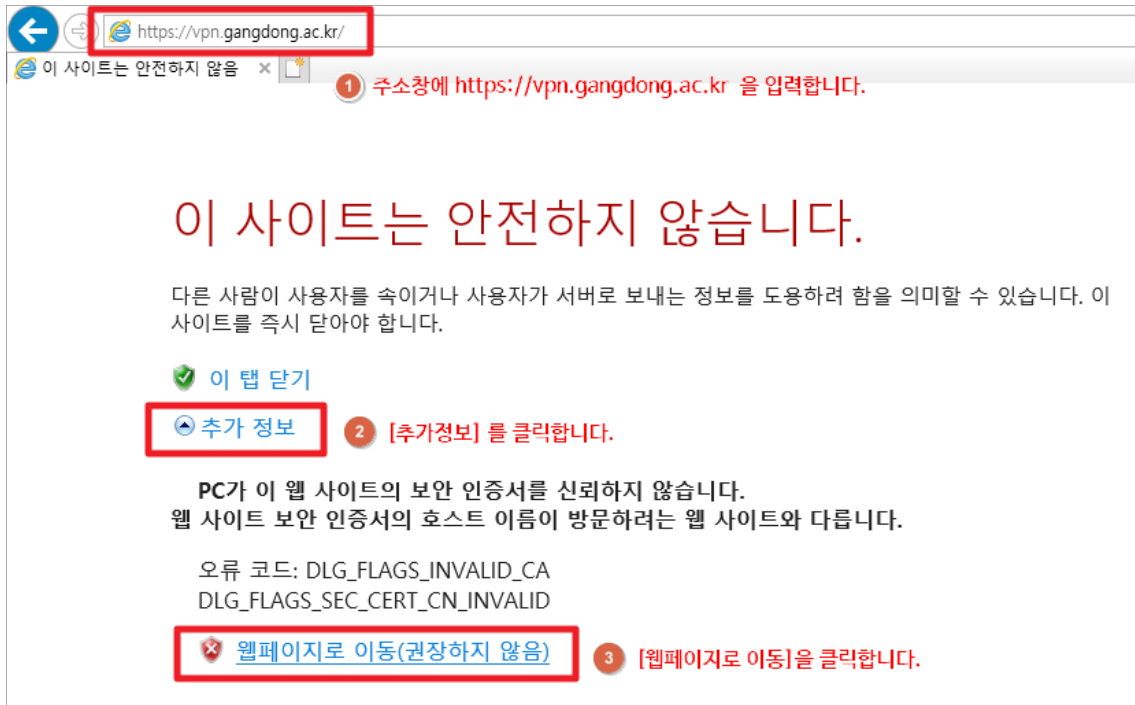 https://vpn.gangdong.ac.kr/
이 사이트는 안전하지 않음
1 주소창에 https://vpn.gangdong.ac.kr 을 입력합니다.
이 사이트는 안전하지 않습니다.
다른 사람이 사용자를 속이거나 사용자가 서버로 보내는 정보를 도용하려 함을 의미할 수 있습니다. 이
사이트를 즉시 닫아야 합니다.
이 탭 닫기
추가 정보 2 [추가정보] 를 클릭합니다.
PC가 이 웹 사이트의 보안 인증서를 신뢰하지 않습니다.
웹 사이트 보안 인증서의 호스트 이름이 방문하려는 웹 사이트와 다릅니다.
오류 코드: DLG_FLAGS_INVALID_CA
DLG_FLAGS_SEC_CERT_CN_INVALID
웹페이지로 이동(권장하지 않음) 3 [웹페이지로 이동]을 클릭합니다.